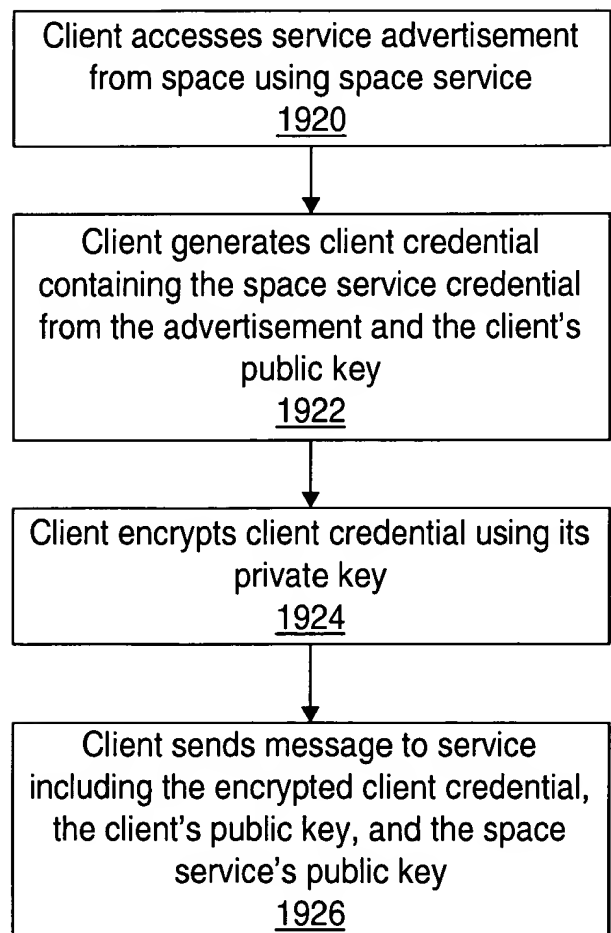 Client accesses service advertisement
from space using space service
1920
Client generates client credential
containing the space service credential
from the advertisement and the client's
public key
1922
Client encrypts client credential using its
private key
1924
Client sends message to service
including the encrypted client credential,
the client's public key, and the space
service's public key
1926